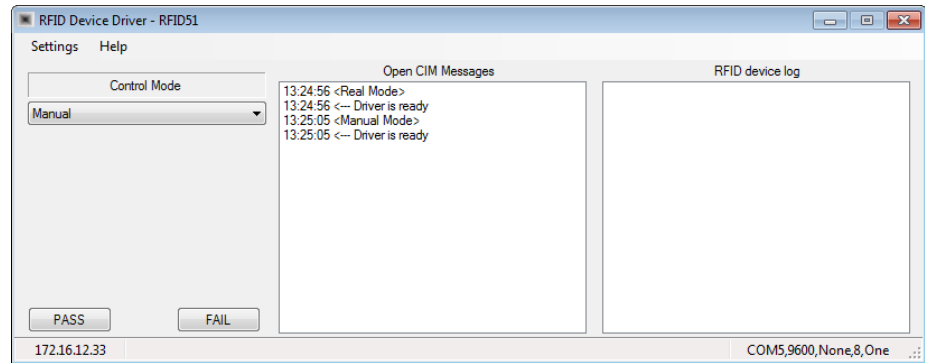 RFID Device Driver - RFID51
Settings Help
Control Mode
Manual
PASS FAIL
Open CIM Messages
13:24:56 <Real Mode>
13:24:56 <--- Driver is ready
13:25:05 <Manual Mode>
13:25:05 <--- Driver is ready
RFID device log
172.16.12.33
COM5,9600,None,8,One